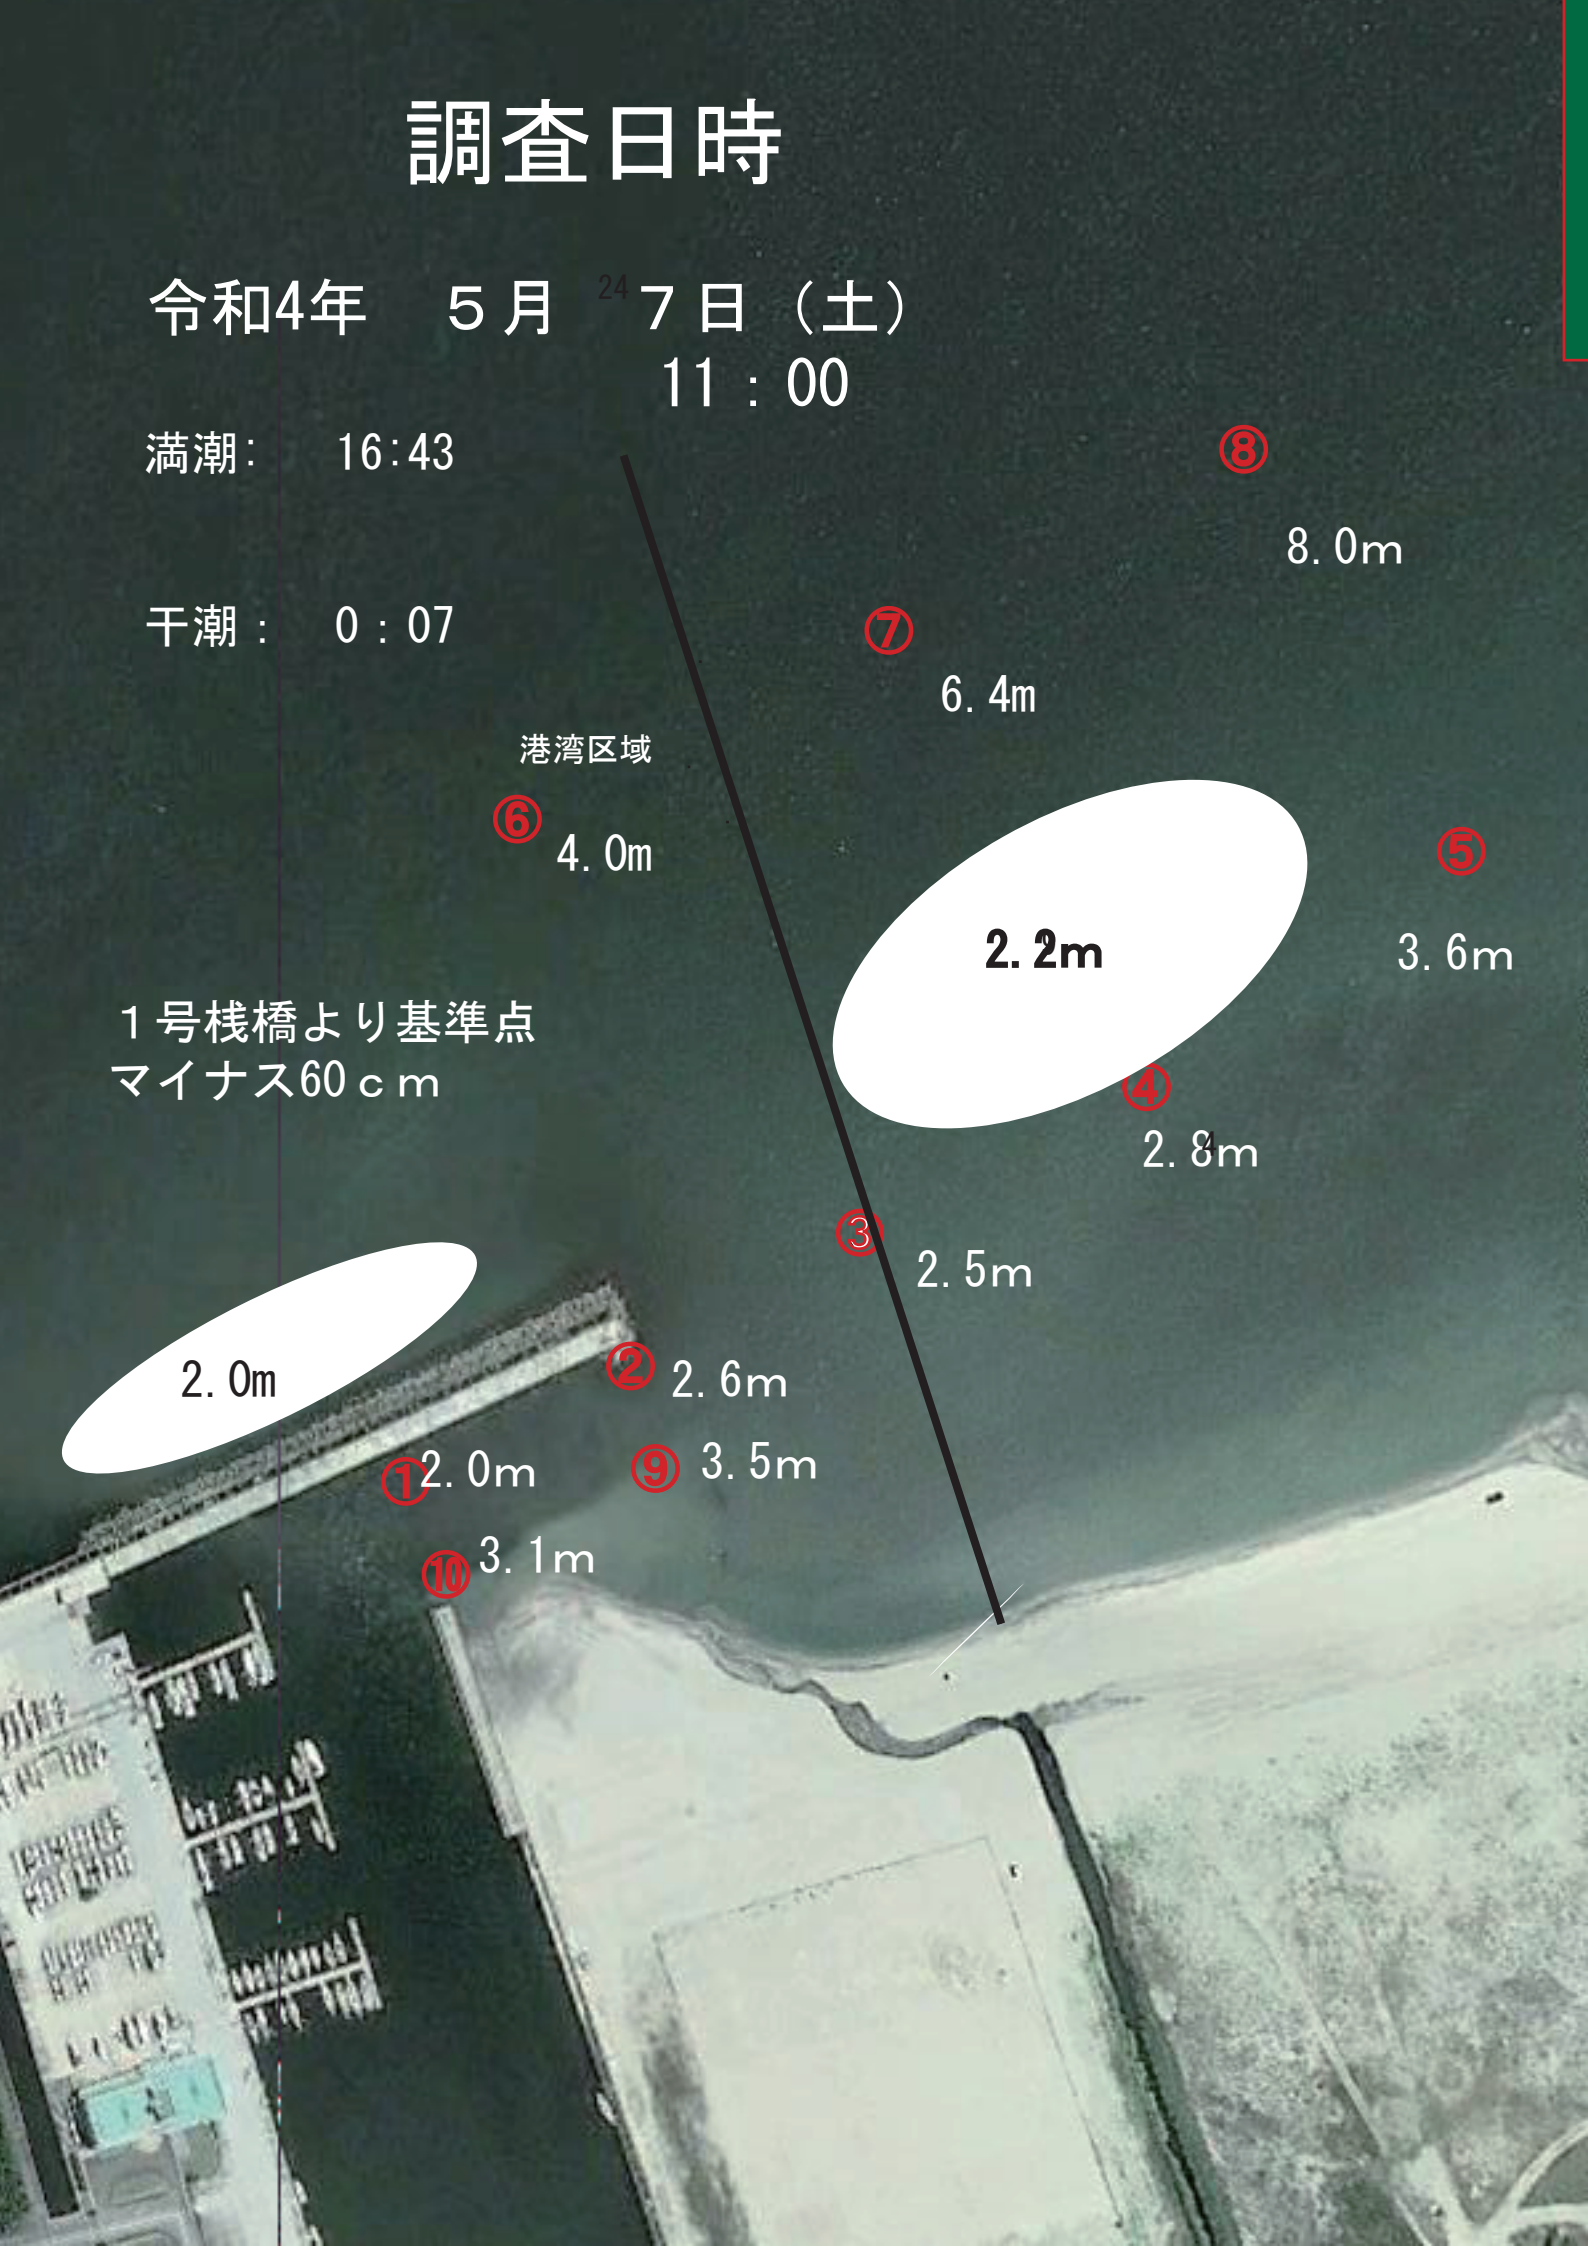 調査日時
令和4年　５月　24７日（土）
11：00
満潮:　16:43
干潮：　0：07
⑧
8.0ｍ
⑦
6.4m
港湾区域
⑥
4.0m
⑤
3.6ｍ
１号桟橋より基準点
マイナス60ｃｍ
④
2.8ｍ
③
2.5ｍ
2.0m
②
2.6ｍ
①
2.0ｍ
⑨
3.5ｍ
⑩
3.1ｍ